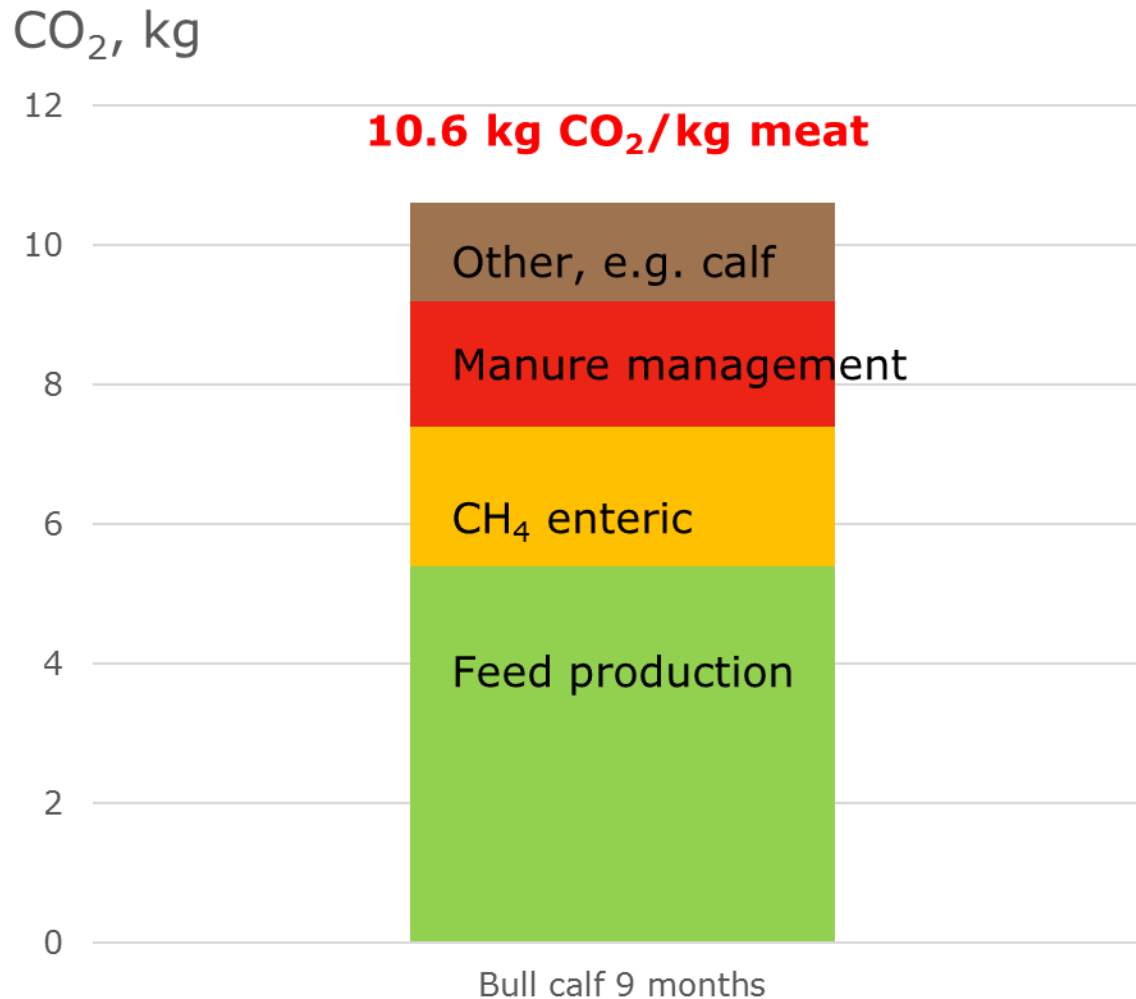 CO₂, kg
12
10.6 kg CO₂/kg meat
10
Other, e.g. calf
Manure management
8
6
CH₄ enteric
4
Feed production
2
0
Bull calf 9 months